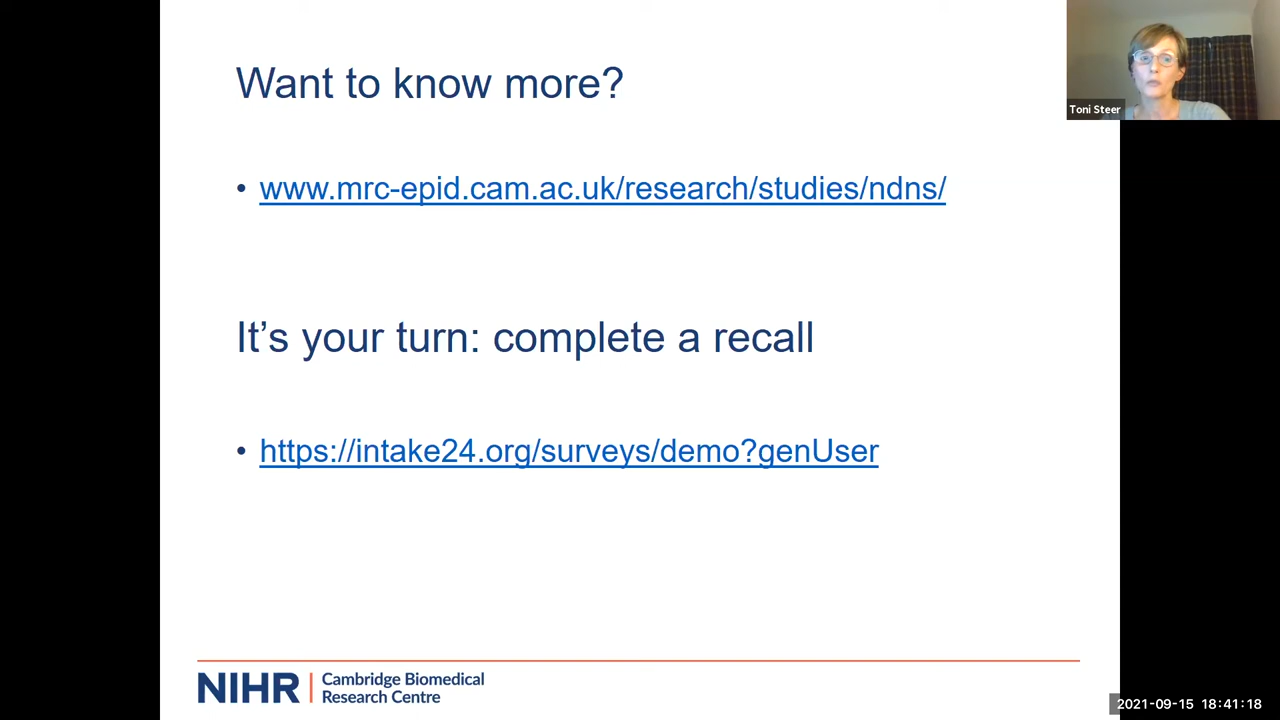 Want to know more?
Toni Steer
• www.mrc-epid.cam.ac.uk/research/studies/ndns/
It’s your turn: complete a recall
• https://intake24.org/surveys/demo?genUser
NIHR | Cambridge Biomedical
Research Centre
2021-09-15 18:41:18